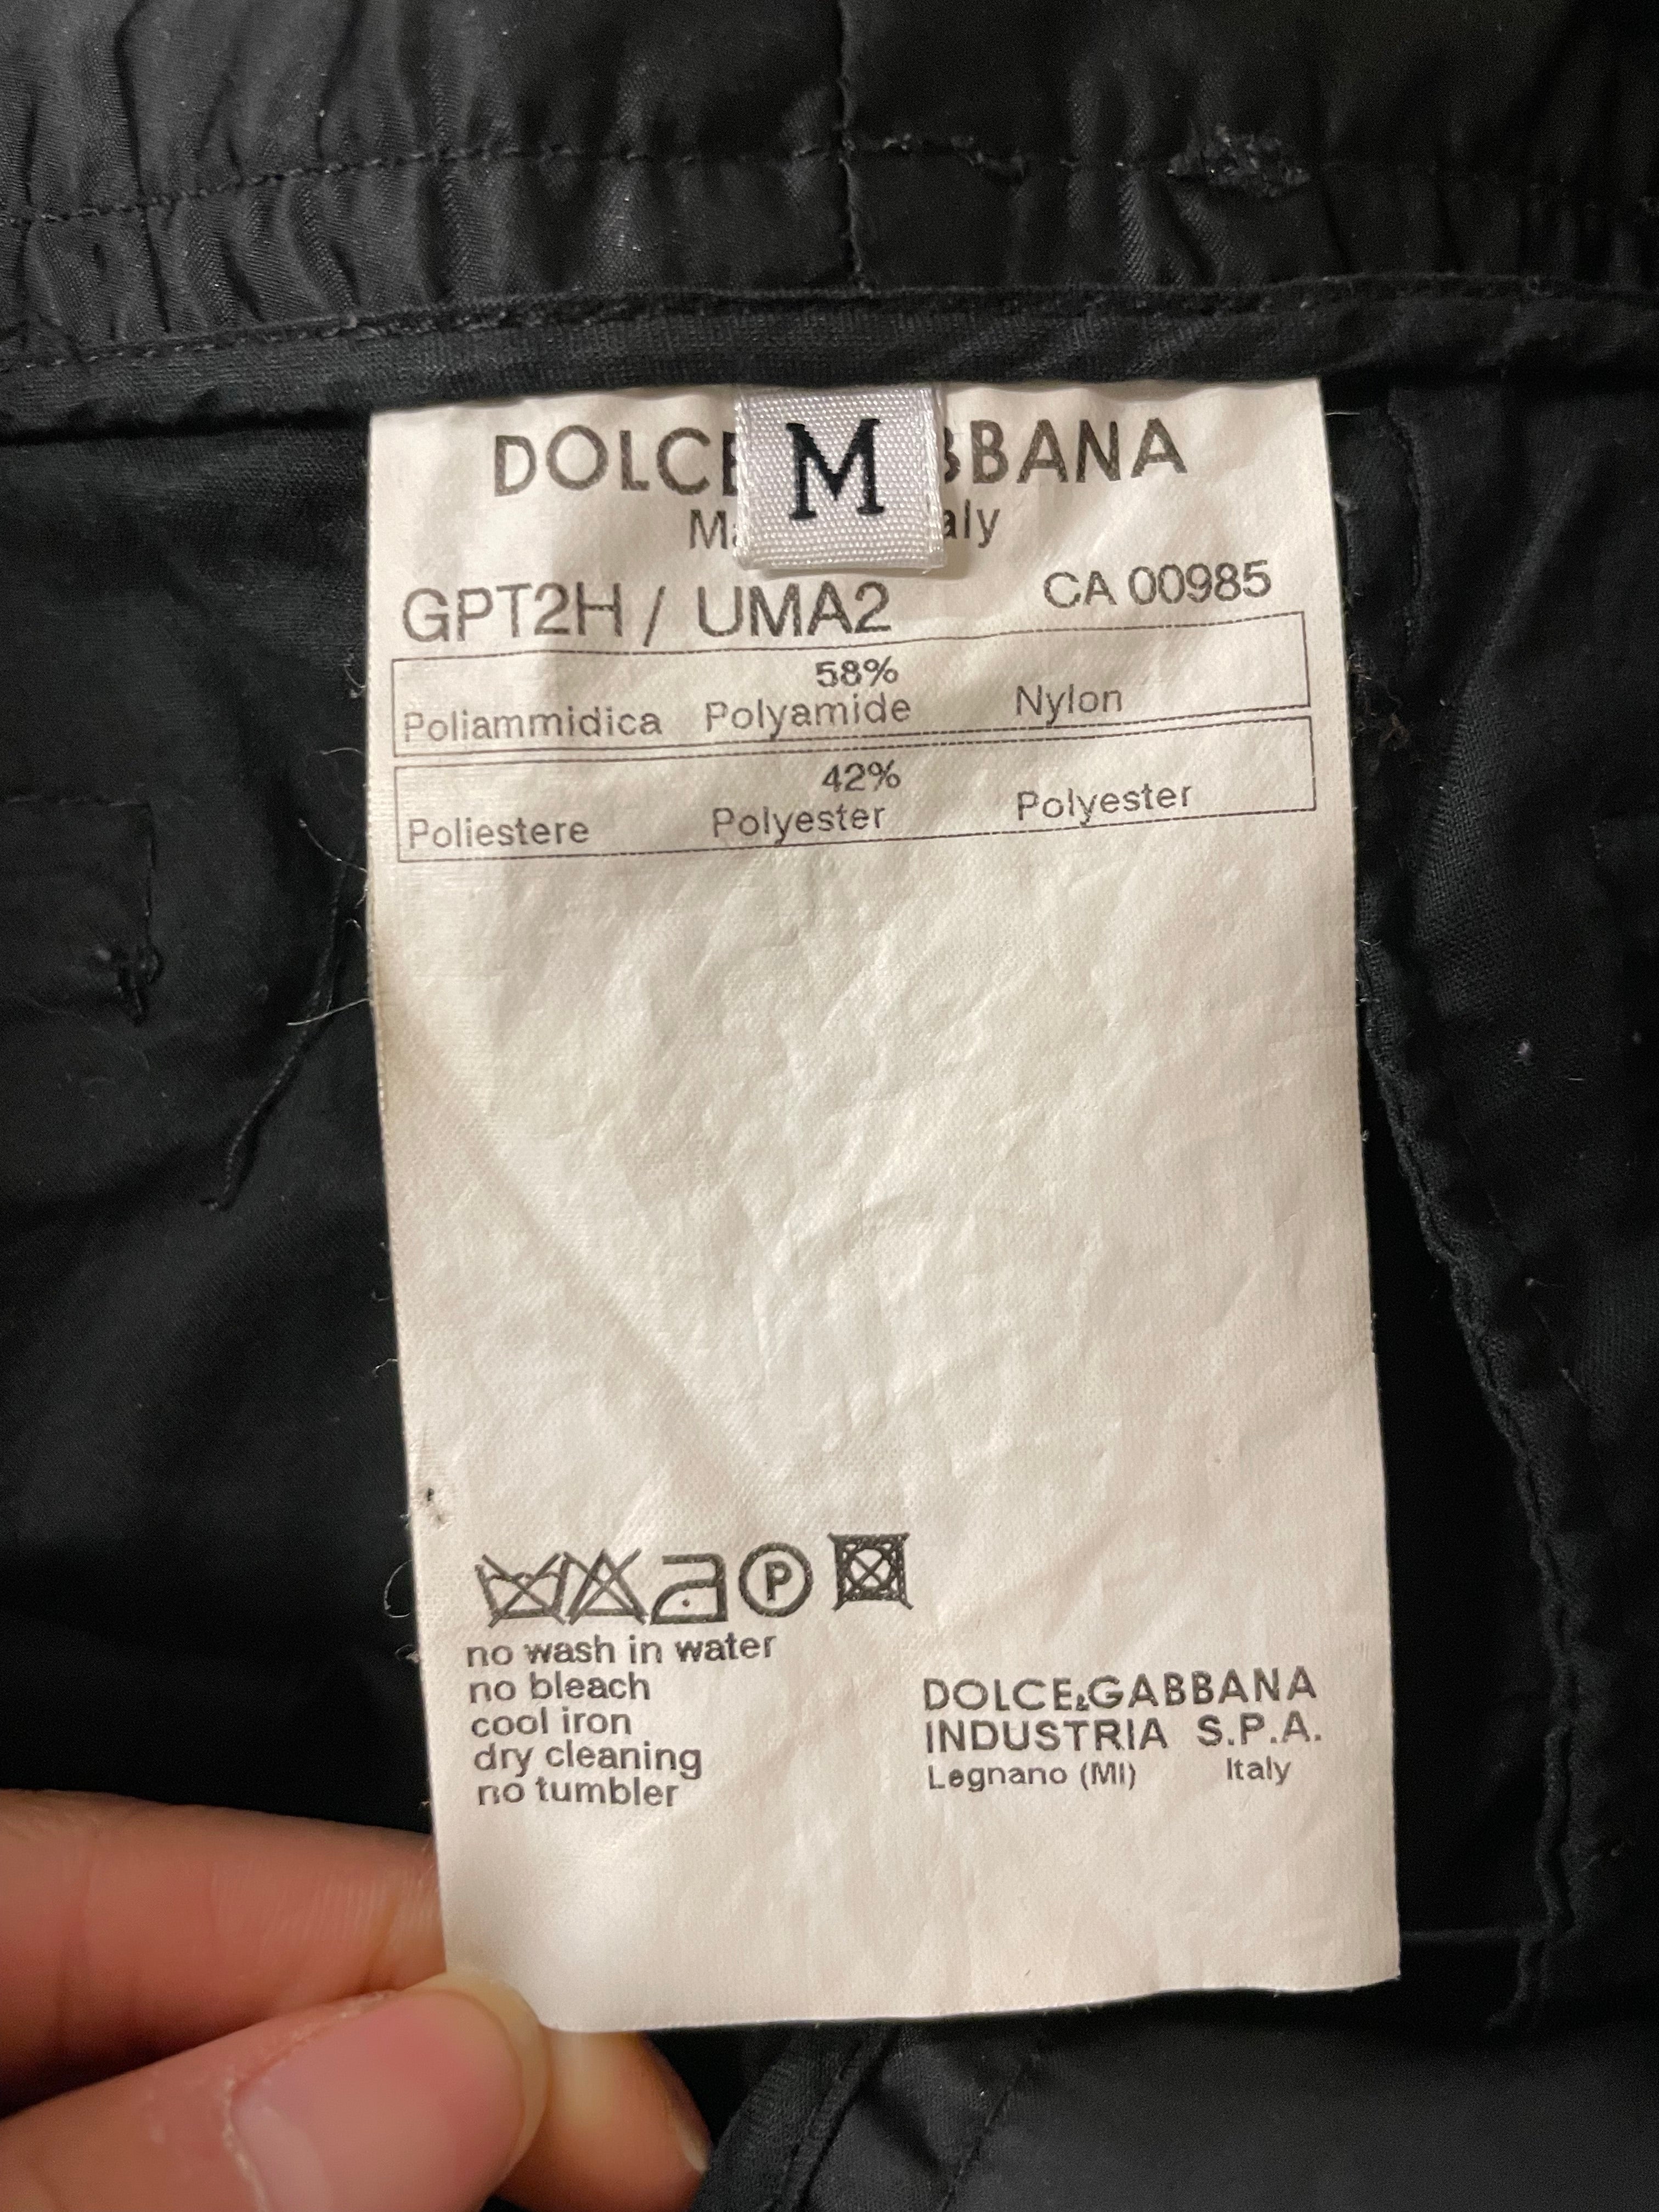 DOLCE BBANA
M
Ma aly
GPT2H / UMA2 CA 00985
58%
Poliammidica Polyamide Nylon
42%
Poliestere Polyester Polyester
P
no wash in water
no bleach
cool iron
dry cleaning
no tumbler
DOLCE&GABBANA
INDUSTRIA S.P.A.
Legnano (MI) Italy